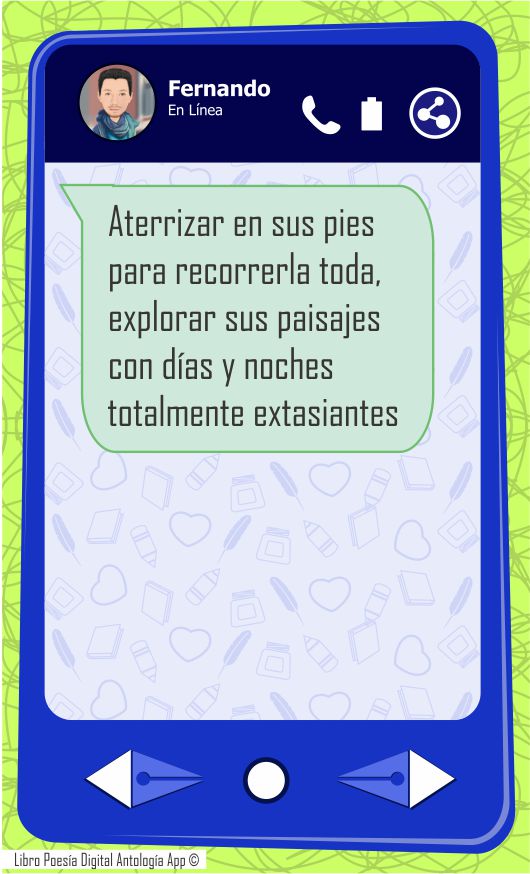 Fernando
En Línea
Aterrizar en sus pies
para recorrerla toda,
explorar sus paisajes
con días y noches
totalmente extasiantes
Libro Poesía Digital Antología App ©